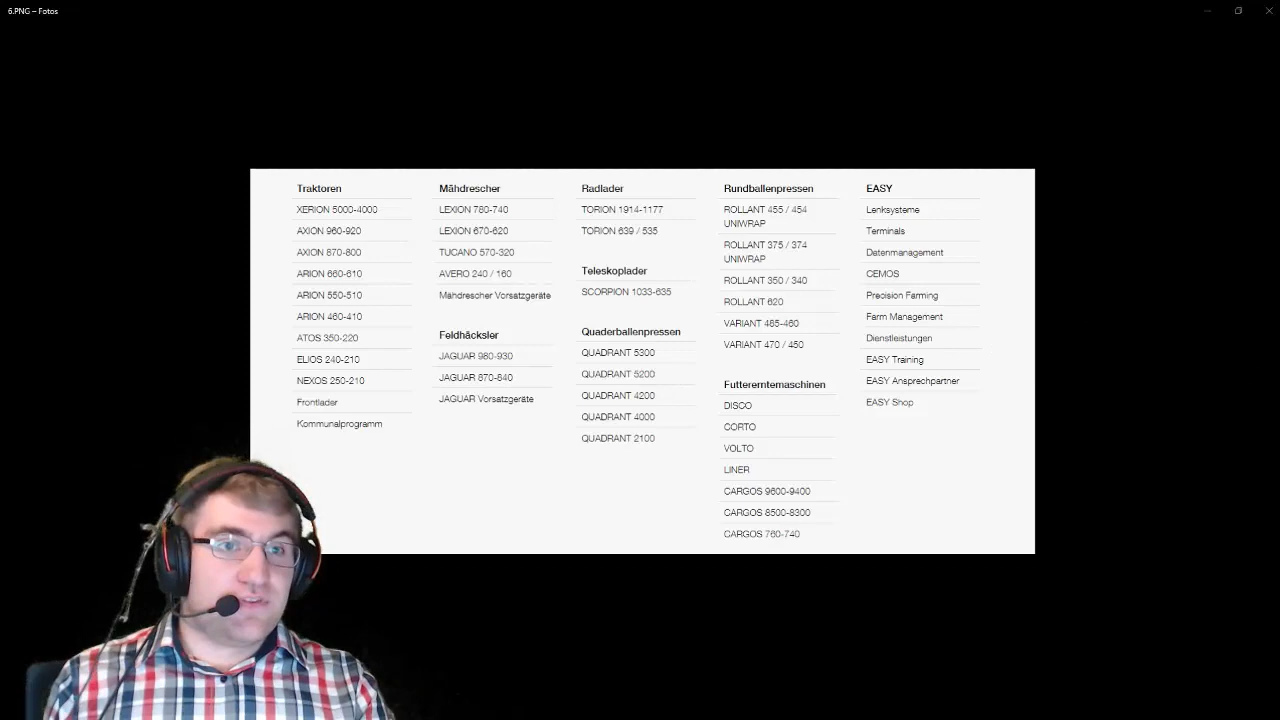 6.PNG – Fotos
Traktoren
XERION 5000-4000
AXION 960-920
AXION 870-800
ARION 660-610
ARION 550-510
ARION 460-410
ATOS 350-220
ELIOS 240-210
NEXOS 250-210
Frontlader
Kommunalprogramm
Mähdrescher
LEXION 780-740
LEXION 670-620
TUCANO 570-320
AVERO 240 / 160
Mähdrescher Vorsatzgeräte
Feldhäcksler
JAGUAR 980-930
JAGUAR 870-840
JAGUAR Vorsatzgeräte
Radlader
TORION 1914-1177
TORION 639 / 535
Teleskoplader
SCORPION 1033-635
Quaderballenpressen
QUADRANT 5300
QUADRANT 5200
QUADRANT 4200
QUADRANT 4000
QUADRANT 2100
Rundballenpressen
ROLLANT 455 / 454
UNIWRAP
ROLLANT 375 / 374
UNIWRAP
ROLLANT 350 / 340
ROLLANT 620
VARIANT 485-460
VARIANT 470 / 450
Futtererntemaschinen
DISCO
CORTO
VOLTO
LINER
CARGOS 9600-9400
CARGOS 8500-8300
CARGOS 760-740
EASY
Lenksysteme
Terminals
Datenmanagement
CEMOS
Precision Farming
Farm Management
Dienstleistungen
EASY Training
EASY Ansprechpartner
EASY Shop